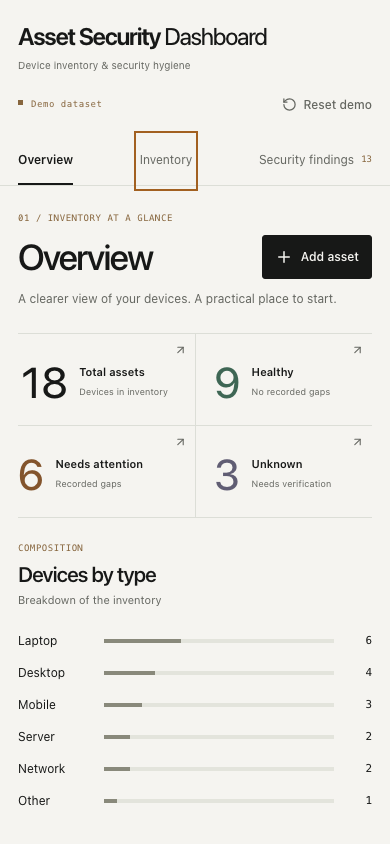 Asset Security Dashboard
Device inventory & security hygiene
Demo dataset
Reset demo
Overview
Inventory
Security findings 13
01 / INVENTORY AT A GLANCE
Overview
Add asset
A clearer view of your devices. A practical place to start.
18
Total assets
Devices in inventory
9
Healthy
No recorded gaps
6
Needs attention
Recorded gaps
3
Unknown
Needs verification
COMPOSITION
Devices by type
Breakdown of the inventory
Laptop 6
Desktop 4
Mobile 3
Server 2
Network 2
Other 1